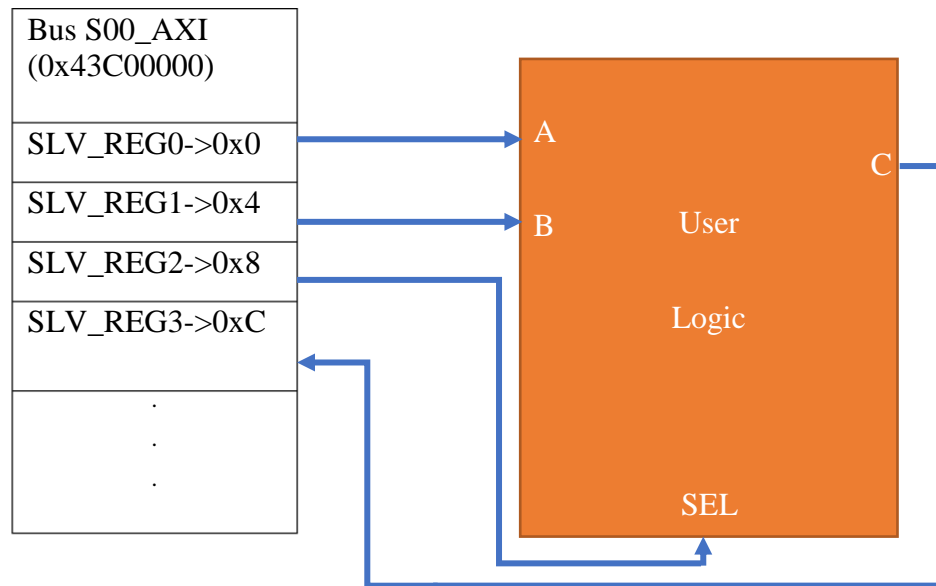 Bus S00_AXI
(0x43C00000)
SLV_REG0->0x0
SLV_REG1->0x4
SLV_REG2->0x8
SLV_REG3->0xC
.
.
.
A
B
C
User
Logic
SEL